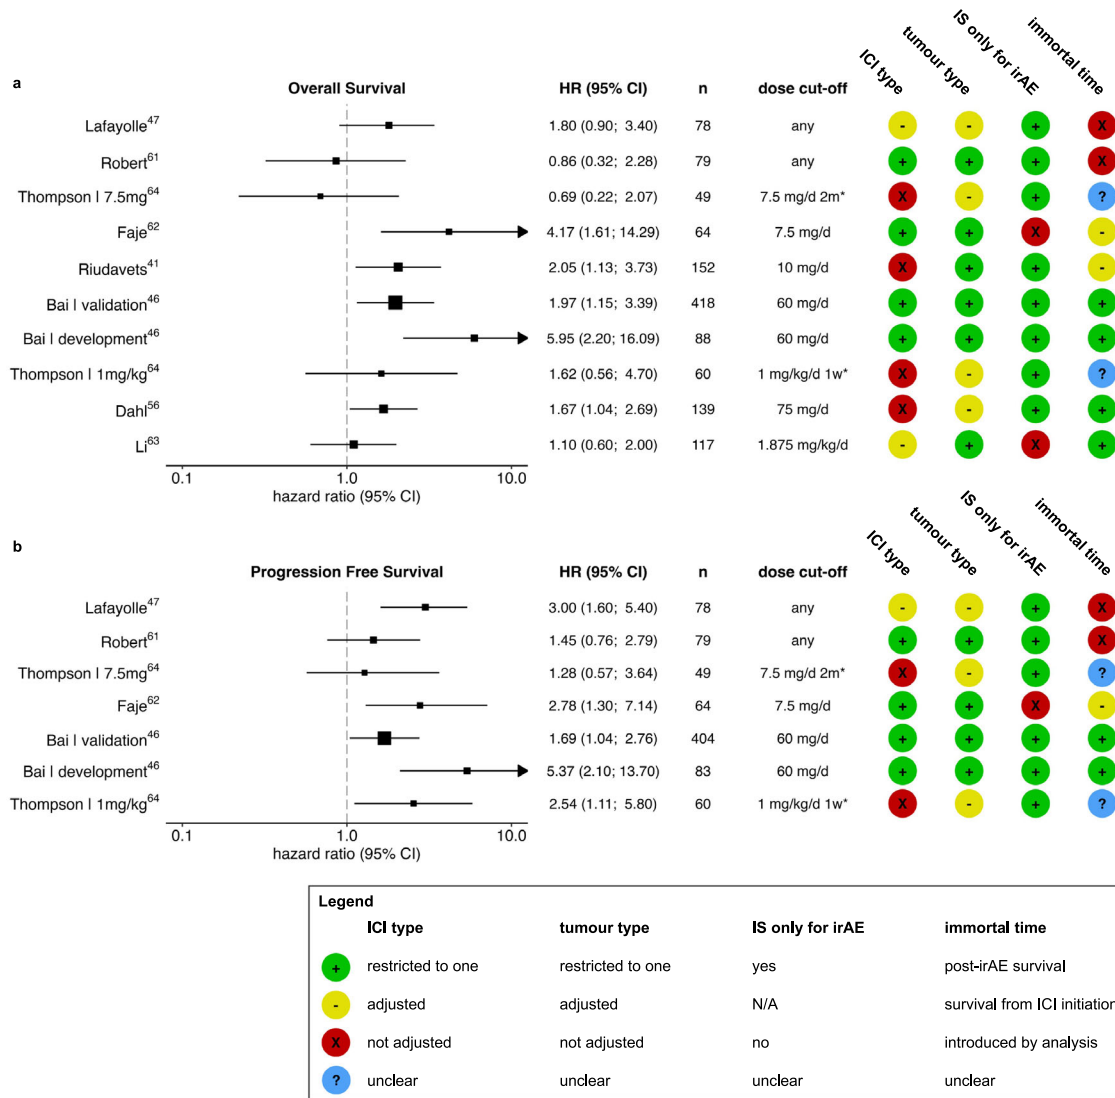 ICI type tumour type IS only for irAE immortal time
a
Overall Survival HR (95% CI) n dose cut-off
Lafayolle47 1.80 (0.90; 3.40) 78 any - - + X
Robert61 0.86 (0.32; 2.28) 79 any + + + X
Thompson | 7.5mg64 0.69 (0.22; 2.07) 49 7.5 mg/d 2m* X - + ?
Faje62 4.17 (1.61; 14.29) 64 7.5 mg/d + + X -
Riudavets41 2.05 (1.13; 3.73) 152 10 mg/d X + + -
Bai | validation46 1.97 (1.15; 3.39) 418 60 mg/d + + + +
Bai | development46 5.95 (2.20; 16.09) 88 60 mg/d + + + +
Thompson | 1mg/kg64 1.62 (0.56; 4.70) 60 1 mg/kg/d 1w* X - + ?
Dahl56 1.67 (1.04; 2.69) 139 75 mg/d X - + +
Li63 1.10 (0.60; 2.00) 117 1.875 mg/kg/d - + X +
0.1 1.0 10.0
hazard ratio (95% CI)
ICI type tumour type IS only for irAE immortal time
b
Progression Free Survival HR (95% CI) n dose cut-off
Lafayolle47 3.00 (1.60; 5.40) 78 any - - + X
Robert61 1.45 (0.76; 2.79) 79 any + + + X
Thompson | 7.5mg64 1.28 (0.57; 3.64) 49 7.5 mg/d 2m* X - + ?
Faje62 2.78 (1.30; 7.14) 64 7.5 mg/d + + X -
Bai | validation46 1.69 (1.04; 2.76) 404 60 mg/d + + + +
Bai | development46 5.37 (2.10; 13.70) 83 60 mg/d + + + +
Thompson | 1mg/kg64 2.54 (1.11; 5.80) 60 1 mg/kg/d 1w* X - + ?
0.1 1.0 10.0
hazard ratio (95% CI)
Legend
ICI type tumour type IS only for irAE immortal time
+ restricted to one restricted to one yes post-irAE survival
- adjusted adjusted N/A survival from ICI initiation
X not adjusted not adjusted no introduced by analysis
? unclear unclear unclear unclear